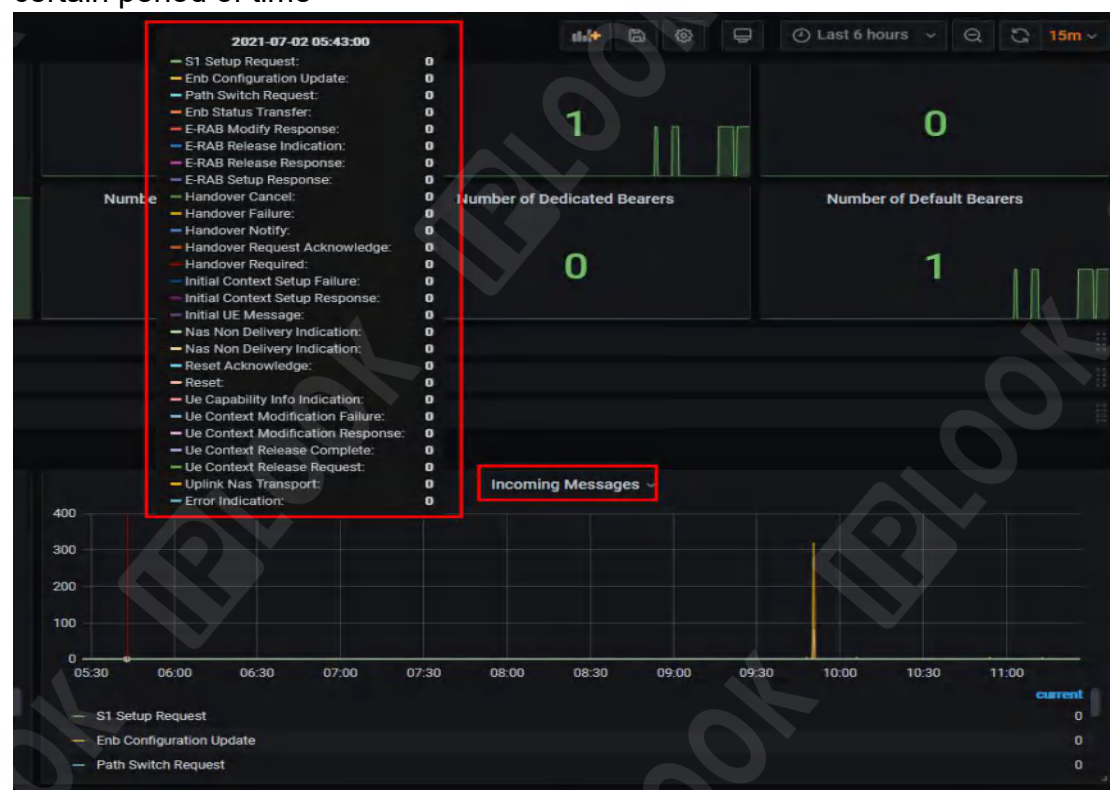 certain period of time
Last 6 hours
15m
2021-07-02 05:43:00
S1 Setup Request: 0
Enb Configuration Update: 0
Path Switch Request: 0
Enb Status Transfer: 0
E-RAB Modify Response: 0
E-RAB Release Indication: 0
E-RAB Release Response: 0
E-RAB Setup Response: 0
Handover Cancel: 0
Handover Failure: 0
Handover Notify: 0
Handover Request Acknowledge: 0
Handover Required: 0
Initial Context Setup Failure: 0
Initial Context Setup Response: 0
Initial UE Message: 0
Nas Non Delivery Indication: 0
Nas Non Delivery Indication: 0
Reset Acknowledge: 0
Reset: 0
Ue Capability Info Indication: 0
Ue Context Modification Failure: 0
Ue Context Modification Response: 0
Ue Context Release Complete: 0
Ue Context Release Request: 0
Uplink Nas Transport: 0
Error Indication: 0
1
0
Number of Dedicated Bearers
0
Number of Default Bearers
1
Incoming Messages
400
300
200
100
0
05:30 06:00 06:30 07:00 07:30 08:00 08:30 09:00 09:30 10:00 10:30 11:00
current
S1 Setup Request 0
Enb Configuration Update 0
Path Switch Request 0
IPLOOK
IPLOOK
IPLOOK